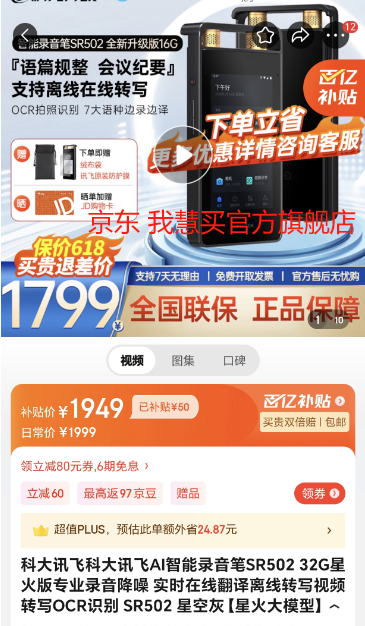 12
智能录音笔SR502 全新升级版16G
『语篇规整 会议纪要』
支持离线在线转写
OCR拍照识别 7大语种边录边译
百亿
补贴
下午好
下单立省
更多优惠详情咨询客服
赠 下单即赠
绒布袋
讯飞原装防护膜
赠 晒单加赠
JD购物卡
京东 我慧买官方旗舰店
保价618
买贵退差价
支持7天无理由 | 免费开取发票 | 官方售后无忧购
1799
元
全国联保 正品保障
1 10
视频 图集 口碑
补贴价 ¥1949 已补贴¥50
百亿补贴
日常价 ¥1999
买贵双倍赔 | 包邮
领立减80元券,6期免息 >
立减60 最高返97京豆 赠品 领券 >
超值PLUS，预估此单额外省24.87元 >
科大讯飞科大讯飞AI智能录音笔SR502 32G星
火版专业录音降噪 实时在线翻译离线转写视频
转写OCR识别 SR502 星空灰【星火大模型】